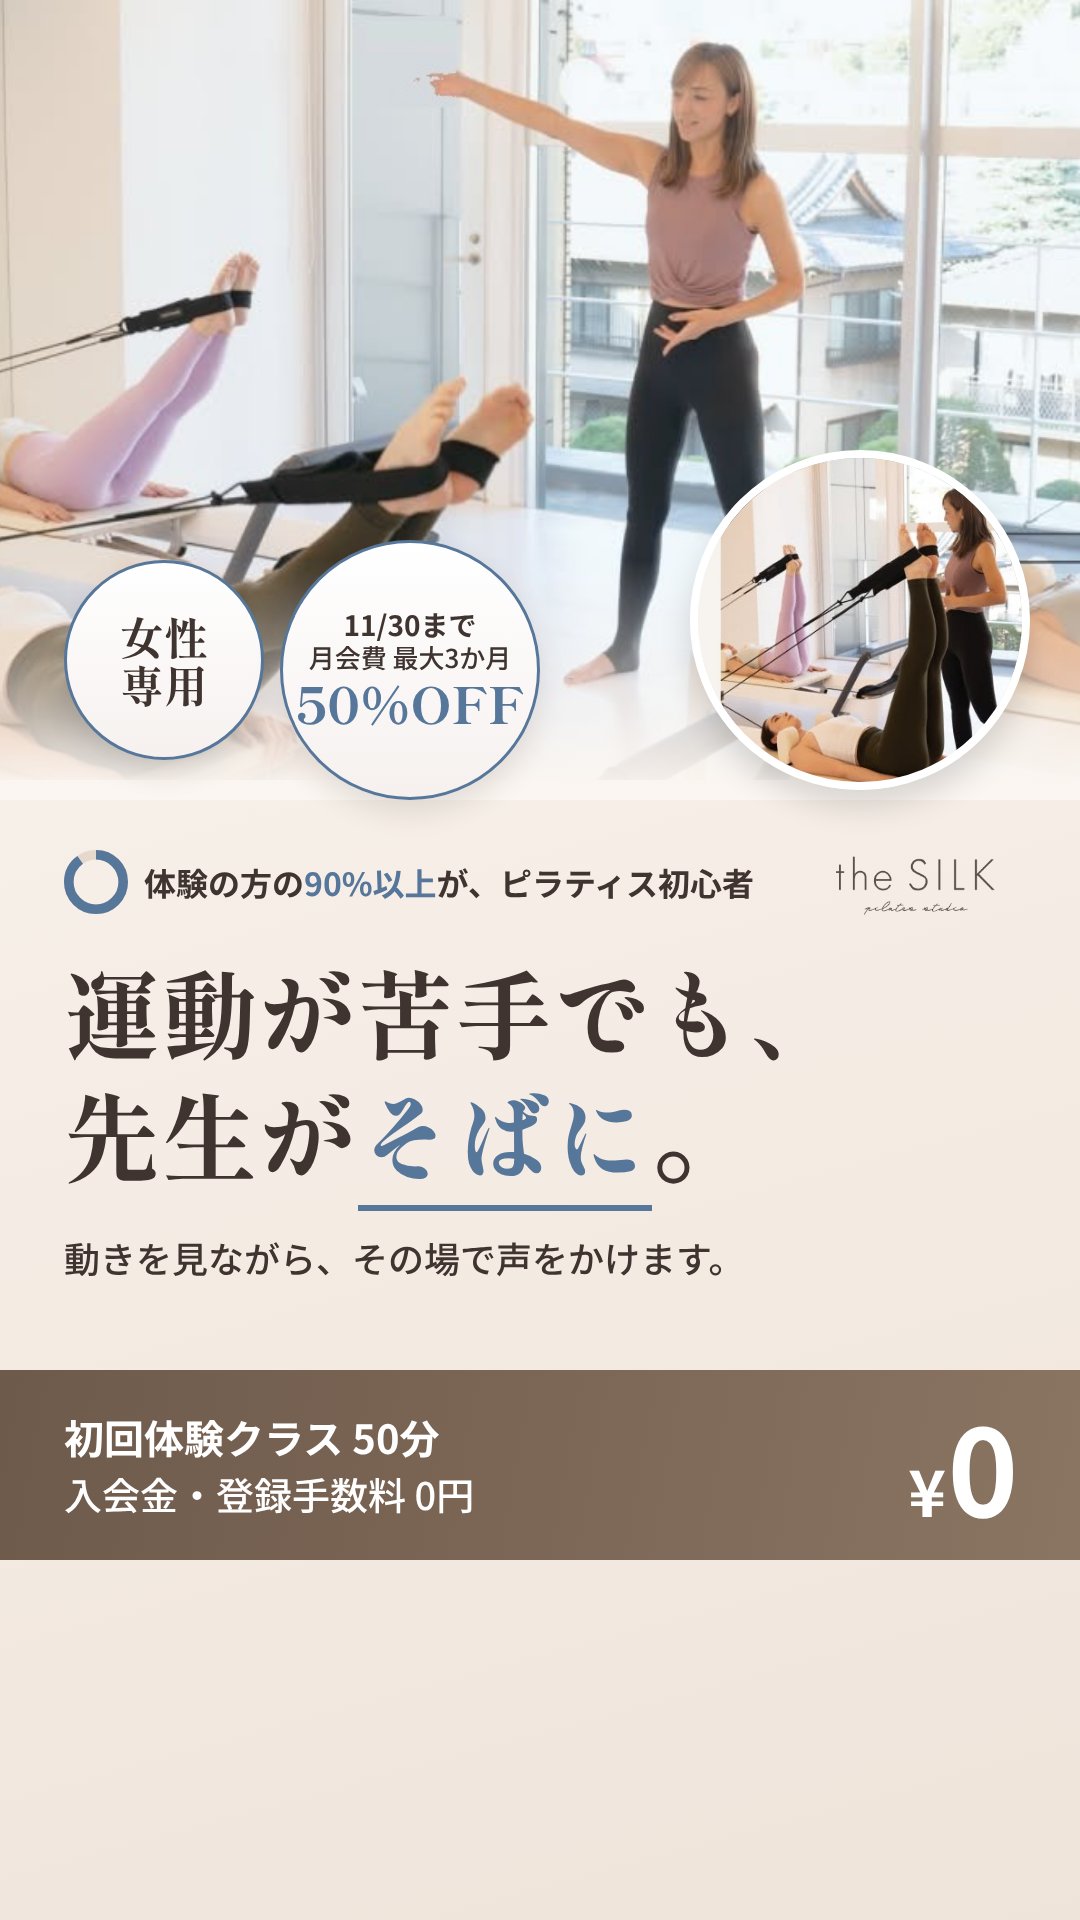 女性
専用
11/30まで
月会費 最大3か月
50%OFF
体験の方の90%以上が、ピラティス初心者
the SILK
pilates studio
運動が苦手でも、
先生がそばに。
動きを見ながら、その場で声をかけます。
初回体験クラス 50分
入会金・登録手数料 0円
¥0